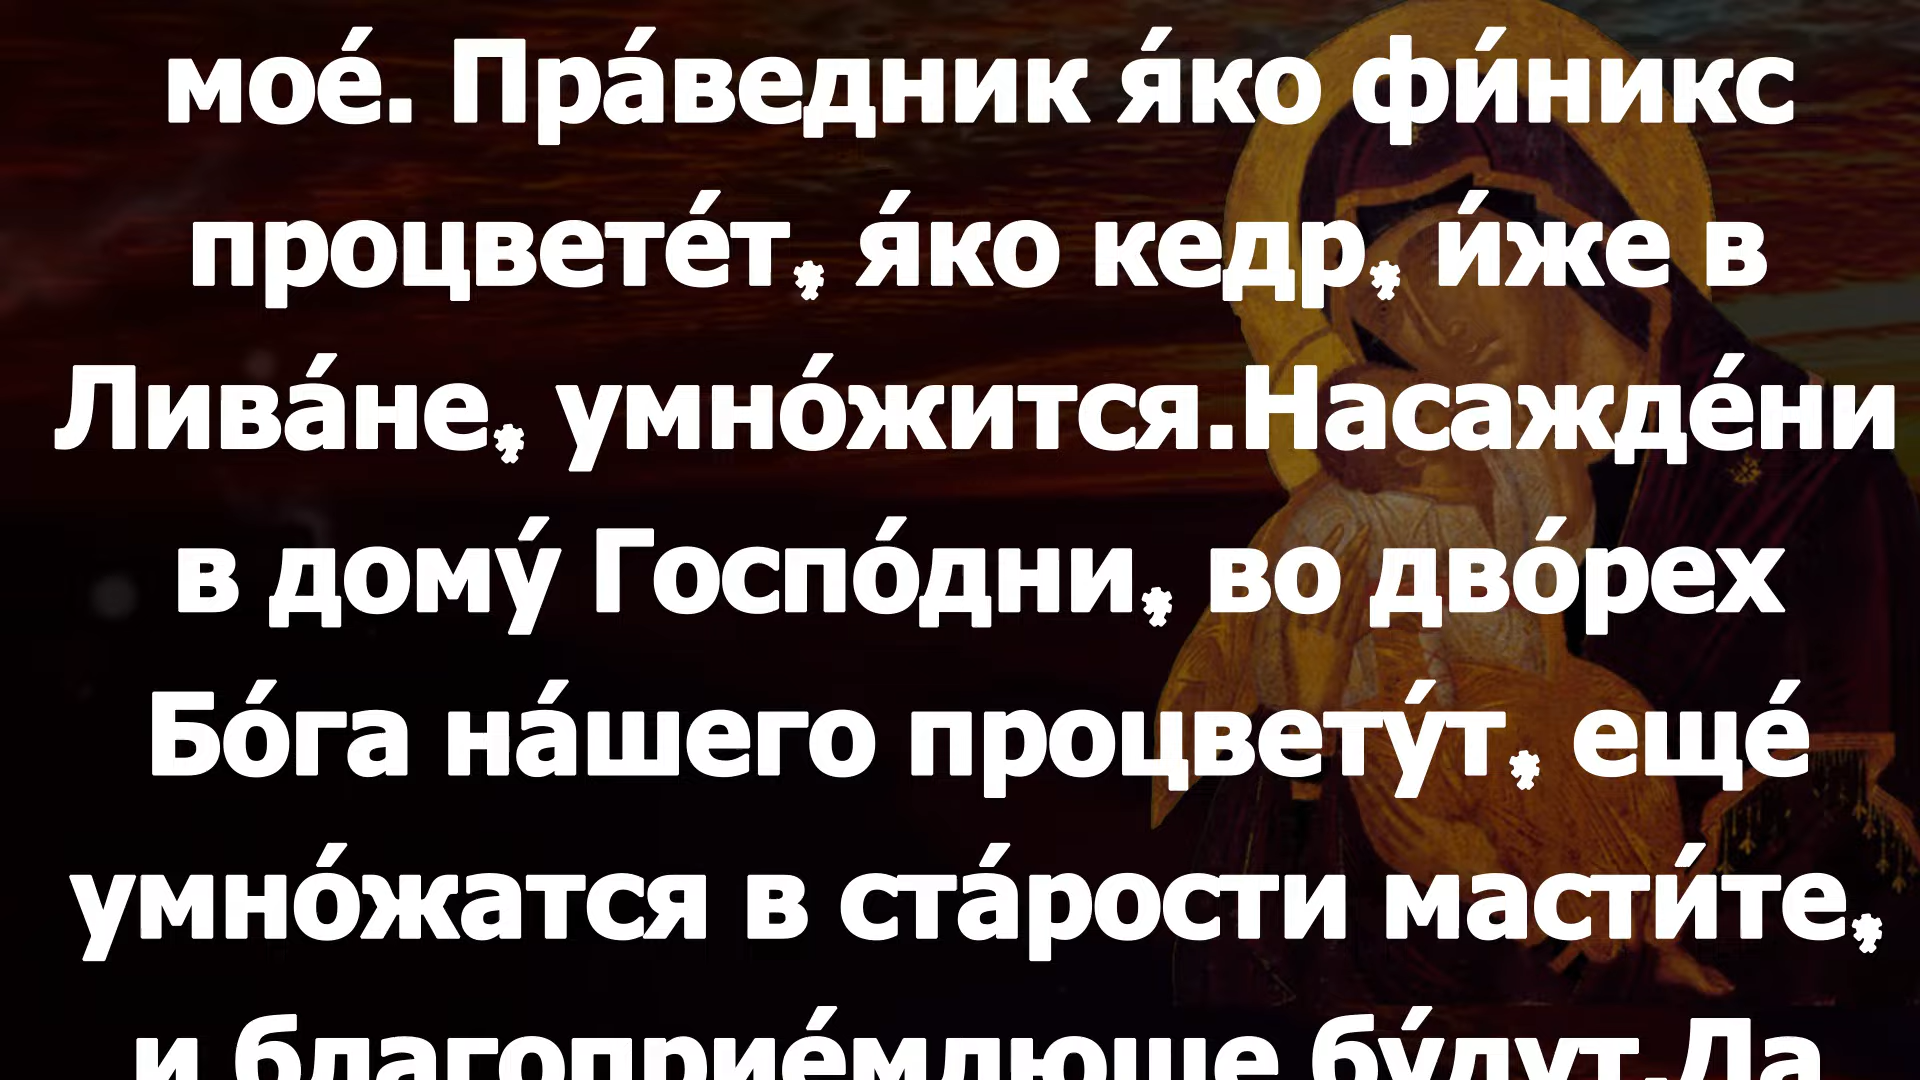 мое́. Пра́ведник я́ко фи́никс
процвете́т, я́ко кедр, и́же в
Лива́не, умно́жится.Насажде́ни
в дому́ Госпо́дни, во дво́рех
Бо́га на́шего процвету́т, еще́
умно́жатся в ста́рости масти́те,
и благоприе́млюще бу́дут.Да